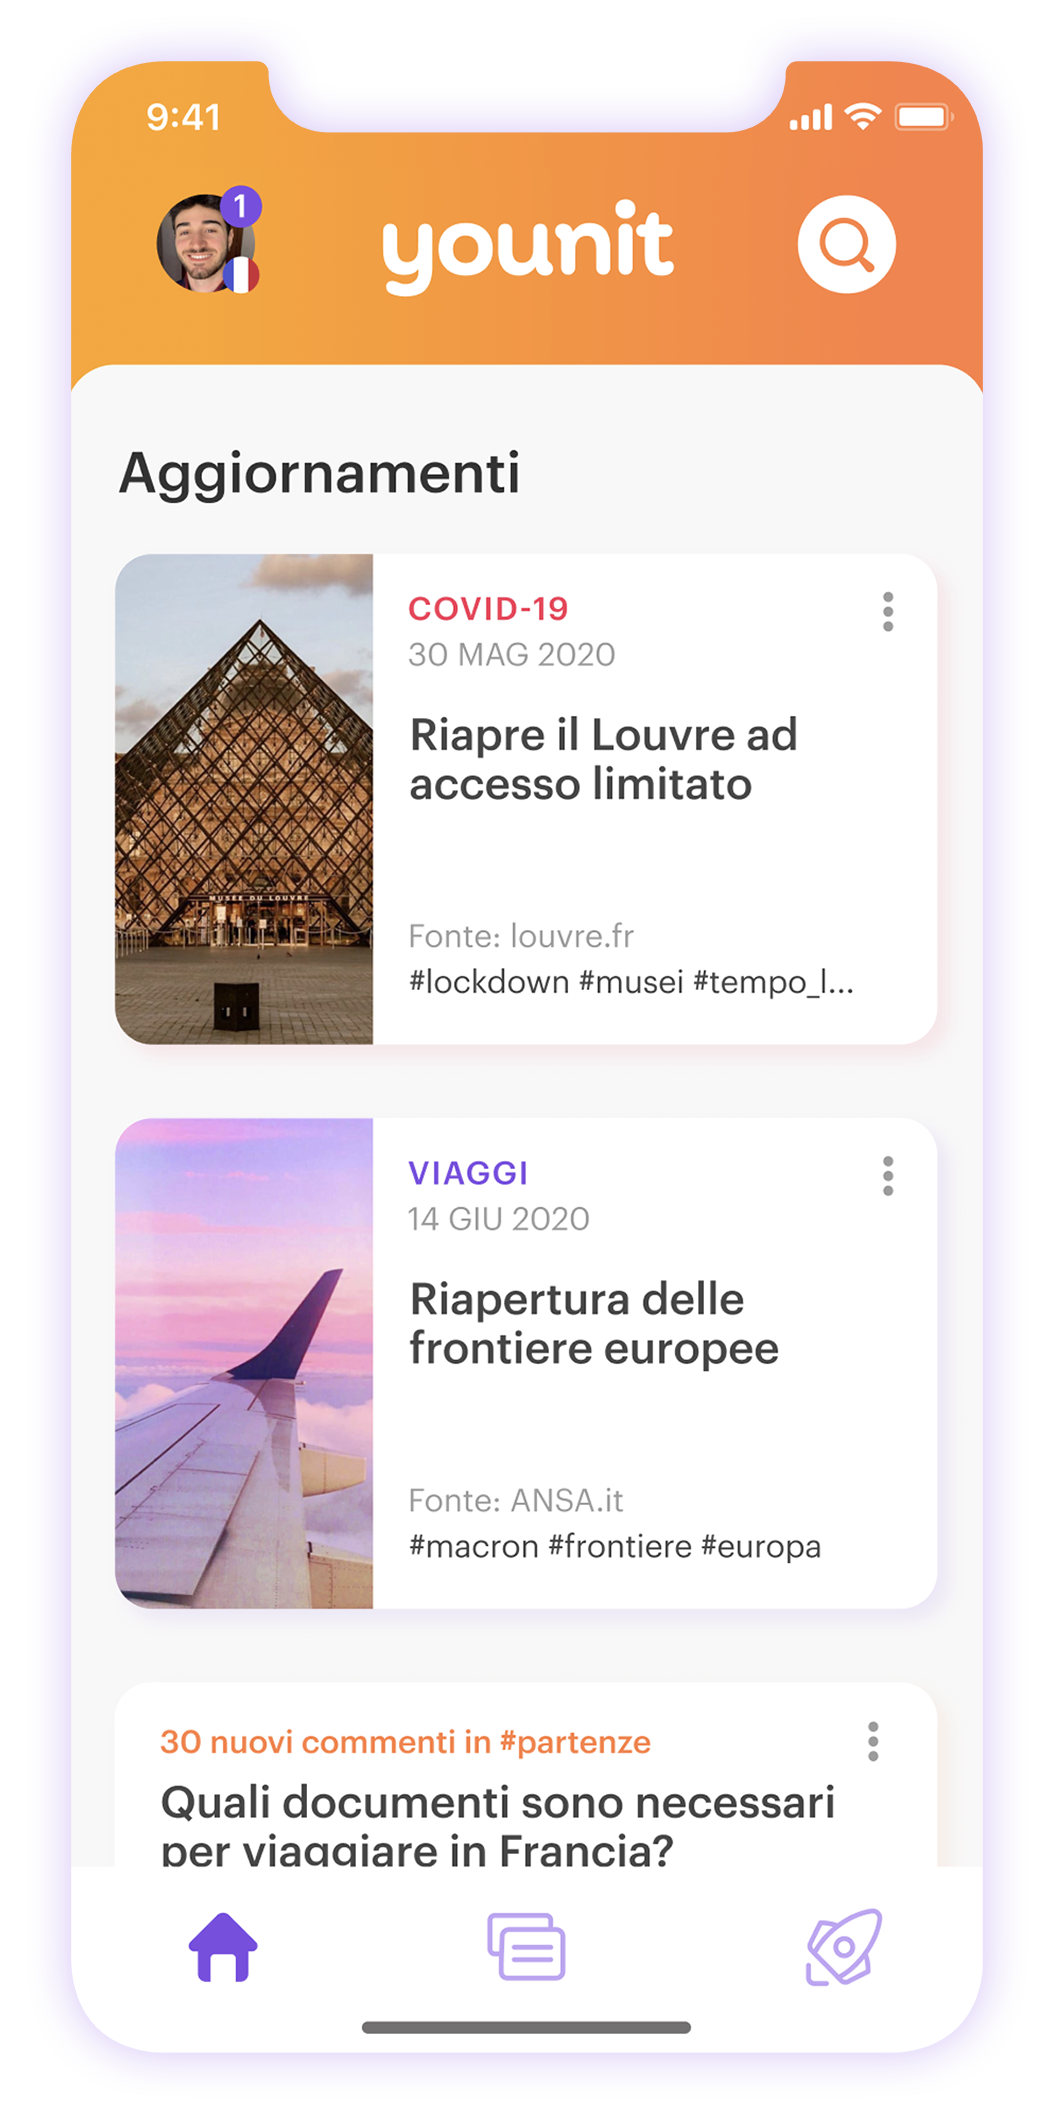 9:41
1
younit
Aggiornamenti
COVID-19
30 MAG 2020
Riapre il Louvre ad
accesso limitato
MUSÉE DU LOUVRE
Fonte: louvre.fr
#lockdown #musei #tempo_l...
VIAGGI
14 GIU 2020
Riapertura delle
frontiere europee
Fonte: ANSA.it
#macron #frontiere #europa
30 nuovi commenti in #partenze
Quali documenti sono necessari
per viaggiare in Francia?